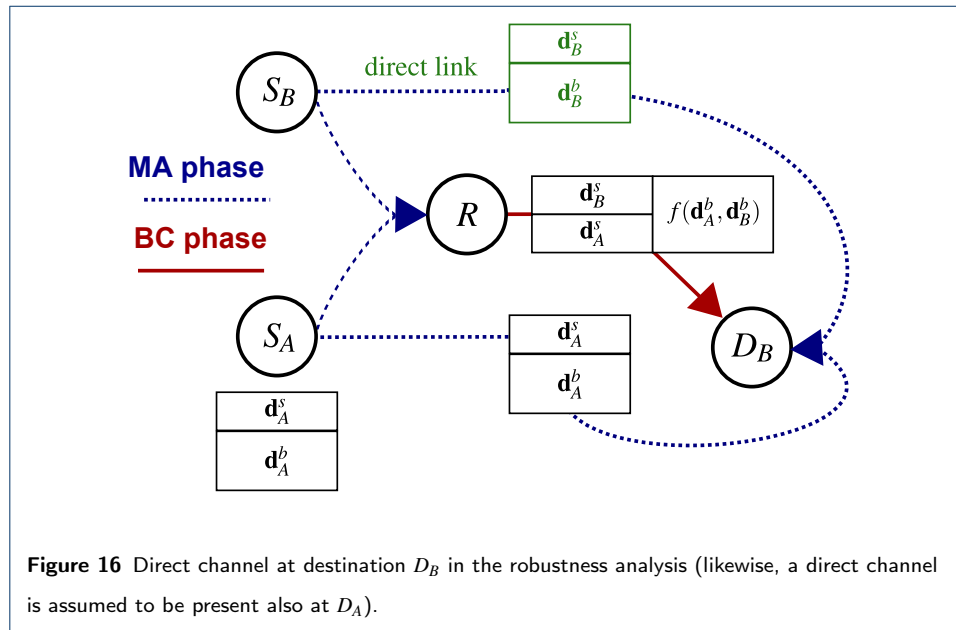 S_B
direct link
d_B^s
d_B^b
MA phase
BC phase
R
d_B^s
d_A^s
f(d_A^b, d_B^b)
S_A
d_A^s
d_A^b
D_B
d_A^s
d_A^b
Figure 16 Direct channel at destination D_B in the robustness analysis (likewise, a direct channel
is assumed to be present also at D_A).